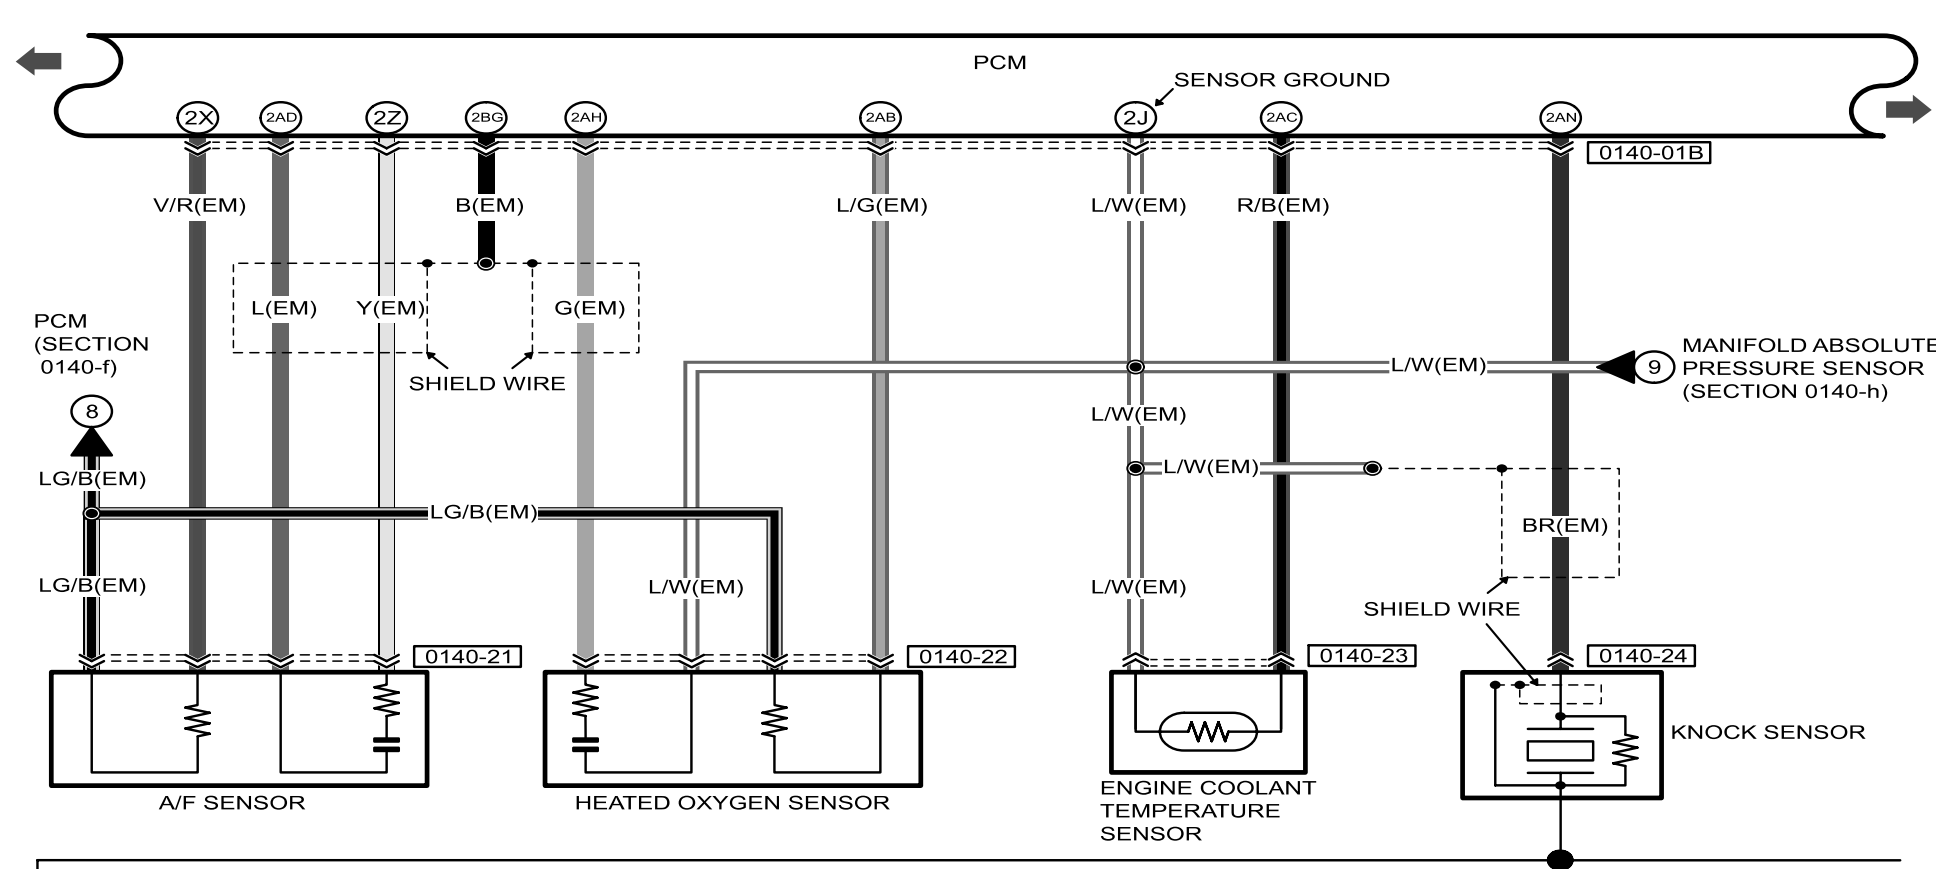 PCM
SENSOR GROUND
2X
2AD
2Z
2BG
2AH
2AB
2J
2AC
2AN
0140-01B
V/R(EM)
B(EM)
L/G(EM)
L/W(EM)
R/B(EM)
L(EM)
Y(EM)
G(EM)
PCM
(SECTION
0140-f)
SHIELD WIRE
L/W(EM)
9
MANIFOLD ABSOLUTE
PRESSURE SENSOR
(SECTION 0140-h)
8
L/W(EM)
LG/B(EM)
L/W(EM)
LG/B(EM)
BR(EM)
LG/B(EM)
L/W(EM)
L/W(EM)
SHIELD WIRE
0140-21
0140-22
0140-23
0140-24
A/F SENSOR
HEATED OXYGEN SENSOR
ENGINE COOLANT
TEMPERATURE
SENSOR
KNOCK SENSOR